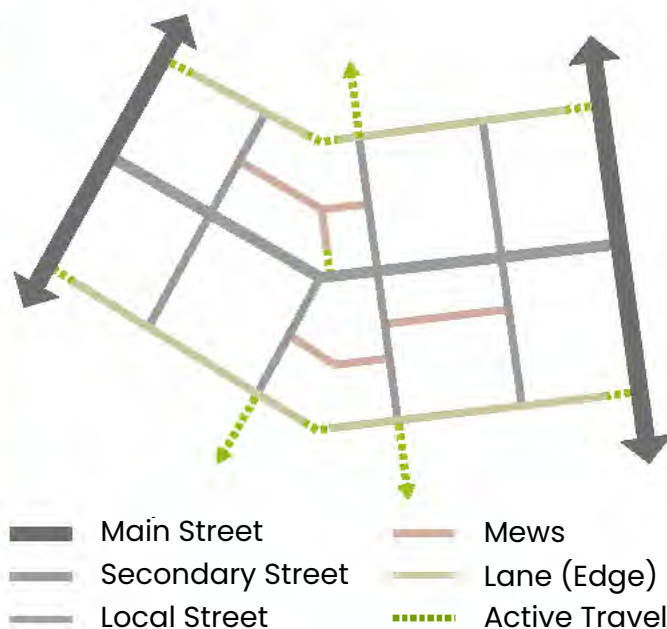 Main Street
Secondary Street
Local Street
Mews
Lane (Edge)
Active Travel